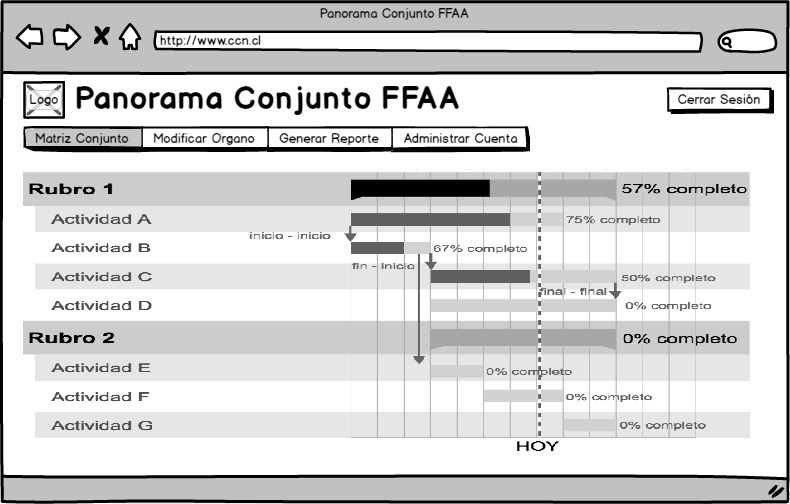 Panorama Conjunto FFAA
http://www.ccn.cl
Logo
Panorama Conjunto FFAA
Cerrar Sesión
Matriz Conjunto
Modificar Organo
Generar Reporte
Administrar Cuenta
Rubro 1
57% completo
Actividad A
75% completo
inicio - inicio
Actividad B
67% completo
fin - inicio
Actividad C
50% completo
final - final
Actividad D
0% completo
Rubro 2
0% completo
Actividad E
0% completo
Actividad F
0% completo
Actividad G
0% completo
HOY